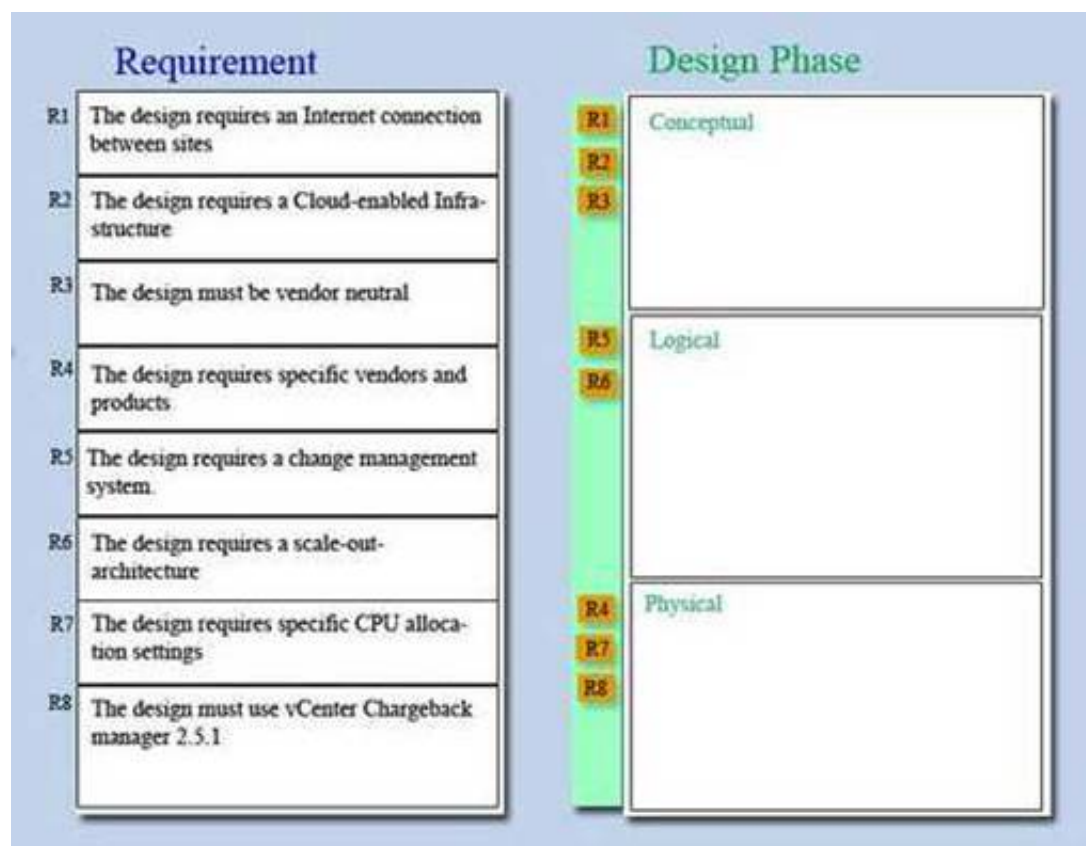 Requirement
R1 The design requires an Internet connection
between sites
R2 The design requires a Cloud-enabled Infra-
structure
R3 The design must be vendor neutral
R4 The design requires specific vendors and
products
R5 The design requires a change management
system.
R6 The design requires a scale-out-
architecture
R7 The design requires specific CPU alloca-
tion settings
R8 The design must use vCenter Chargeback
manager 2.5.1
Design Phase
R1 Conceptual
R2
R3
R5 Logical
R6
R4 Physical
R7
R8